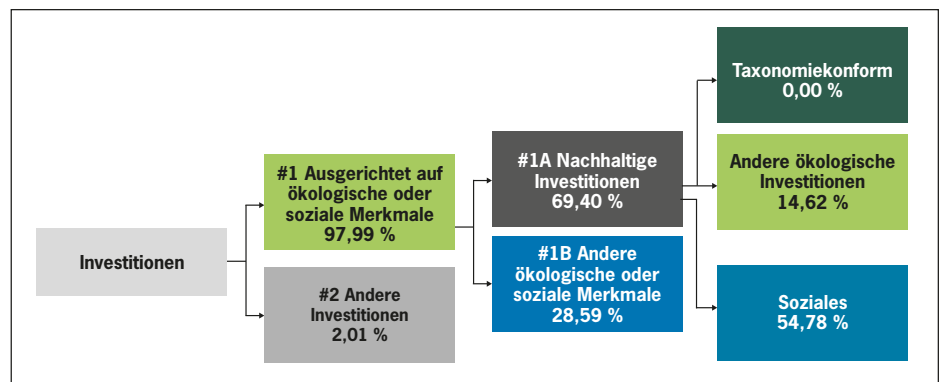 Investitionen
#1 Ausgerichtet auf
ökologische oder
soziale Merkmale
97,99 %
#2 Andere
Investitionen
2,01 %
#1A Nachhaltige
Investitionen
69,40 %
#1B Andere
ökologische oder
soziale Merkmale
28,59 %
Taxonomiekonform
0,00 %
Andere ökologische
Investitionen
14,62 %
Soziales
54,78 %